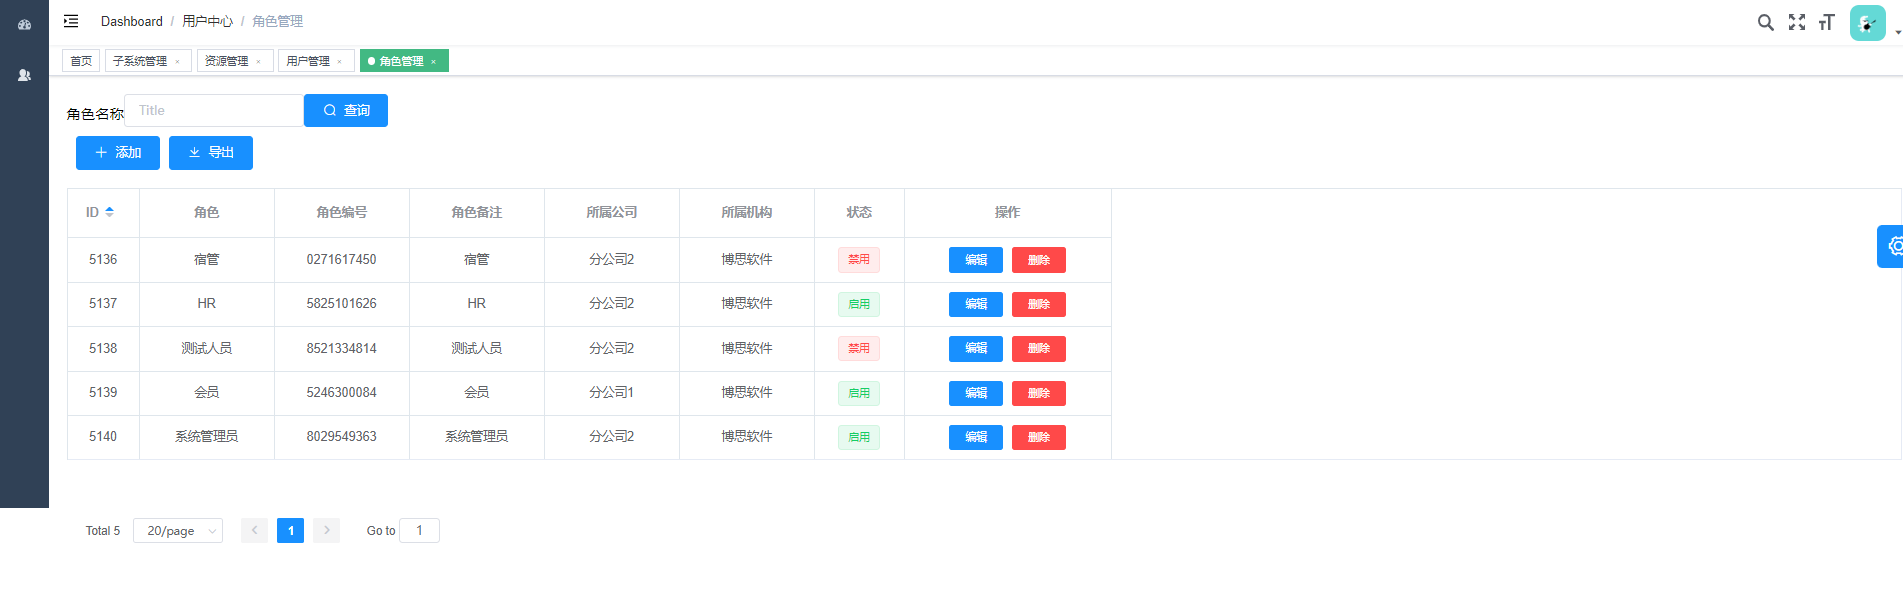 Dashboard / 用户中心 / 角色管理
首页 子系统管理 × 资源管理 × 用户管理 × 角色管理 ×
角色名称 Title 查询
添加 导出
ID 角色 角色编号 角色备注 所属公司 所属机构 状态 操作
5136 宿管 0271617450 宿管 分公司2 博思软件 禁用 编辑 删除
5137 HR 5825101626 HR 分公司2 博思软件 启用 编辑 删除
5138 测试人员 8521334814 测试人员 分公司2 博思软件 禁用 编辑 删除
5139 会员 5246300084 会员 分公司1 博思软件 启用 编辑 删除
5140 系统管理员 8029549363 系统管理员 分公司2 博思软件 启用 编辑 删除
Total 5 20/page 1 Go to 1